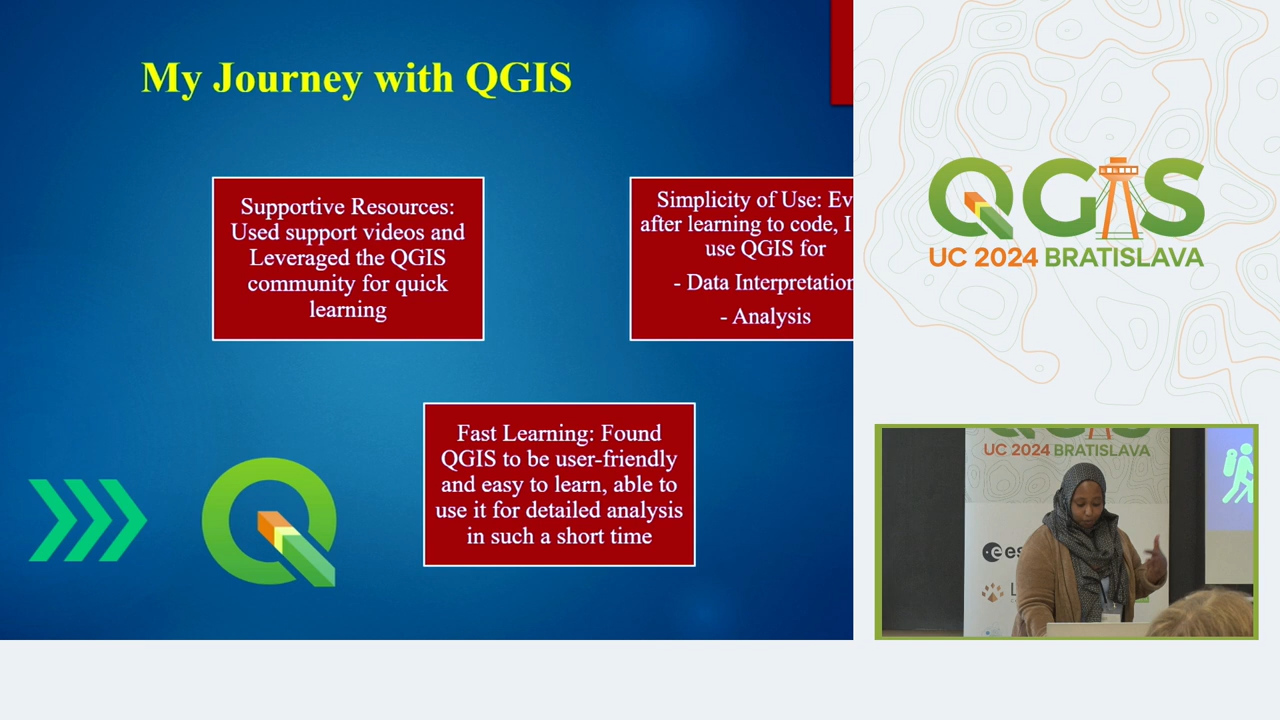 My Journey with QGIS
Supportive Resources:
Used support videos and
Leveraged the QGIS
community for quick
learning
Simplicity of Use: Ev
after learning to code, I
use QGIS for
- Data Interpretation
- Analysis
Fast Learning: Found
QGIS to be user-friendly
and easy to learn, able to
use it for detailed analysis
in such a short time
QGIS
UC 2024 BRATISLAVA
UC 2024 BRATISLAVA
es
L